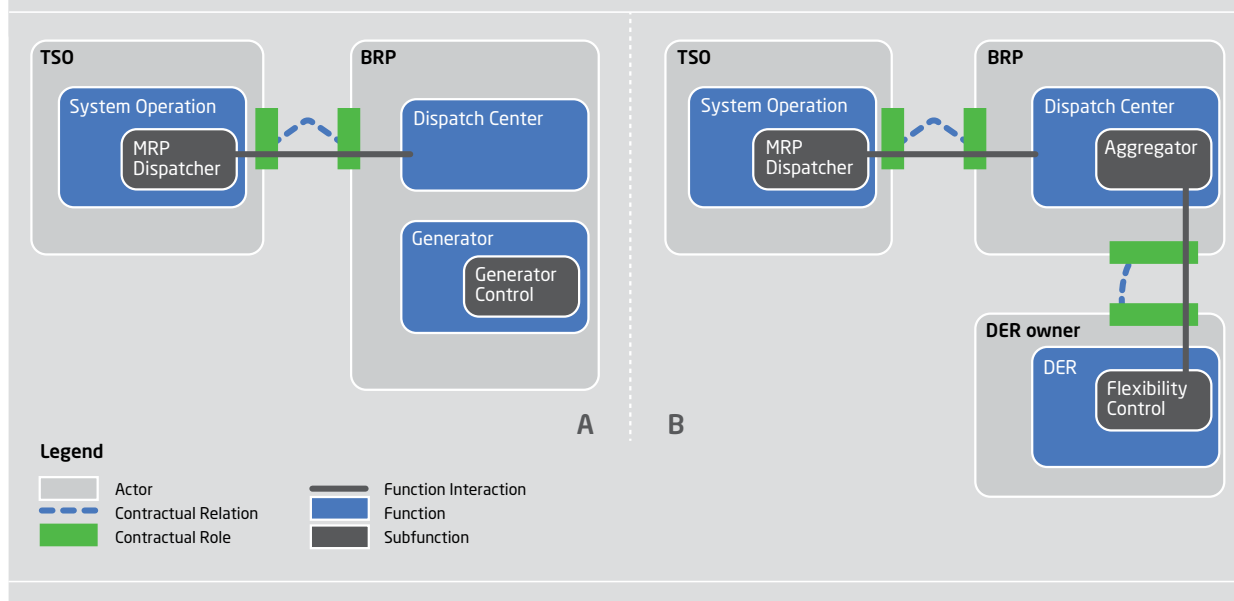 TSO
System Operation
MRP
Dispatcher
BRP
Dispatch Center
Generator
Generator
Control
A
TSO
System Operation
MRP
Dispatcher
BRP
Dispatch Center
Aggregator
DER owner
DER
Flexibility
Control
B
Legend
Actor
Contractual Relation
Contractual Role
Function Interaction
Function
Subfunction